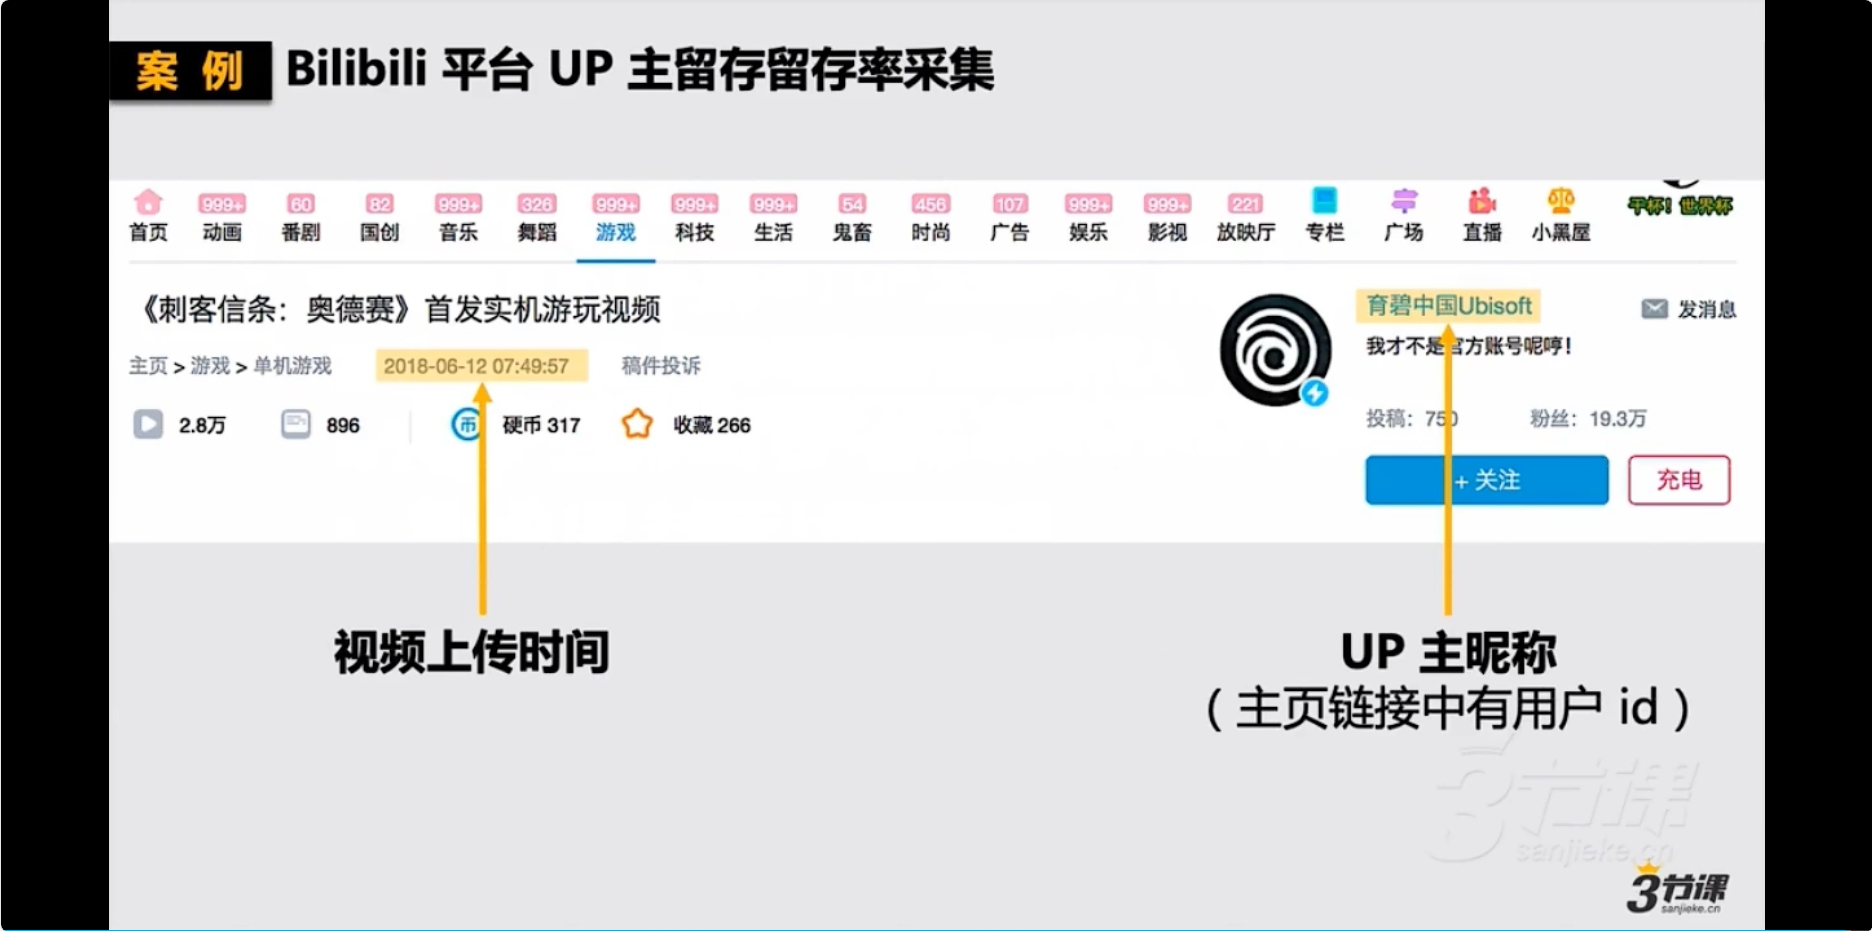 案例 Bilibili 平台 UP 主留存留存率采集
999+ 60 82 999+ 326 999+ 999+ 999+ 54 456 107 999+ 999+ 221
首页 动画 番剧 国创 音乐 舞蹈 游戏 科技 生活 鬼畜 时尚 广告 娱乐 影视 放映厅 专栏 广场 直播 小黑屋
干杯！世界杯
《刺客信条：奥德赛》首发实机游玩视频
主页 > 游戏 > 单机游戏 2018-06-12 07:49:57 稿件投诉
2.8万 896 币 硬币 317 收藏 266
育碧中国Ubisoft 发消息
我才不是官方账号呢哼！
投稿：750 粉丝：19.3万
+ 关注 充电
视频上传时间
UP 主昵称
（主页链接中有用户 id）
3节课
sanjieke.cn
3节课
sanjieke.cn